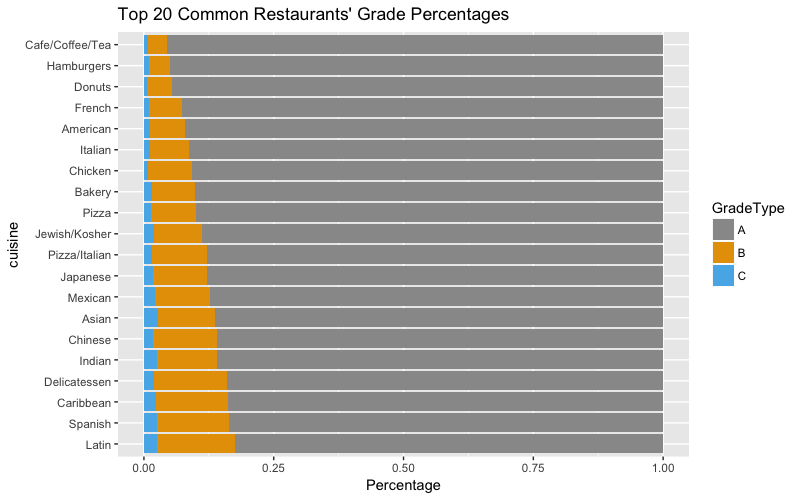 Top 20 Common Restaurants' Grade Percentages
cuisine
Cafe/Coffee/Tea
Hamburgers
Donuts
French
American
Italian
Chicken
Bakery
Pizza
Jewish/Kosher
Pizza/Italian
Japanese
Mexican
Asian
Chinese
Indian
Delicatessen
Caribbean
Spanish
Latin
0.00 0.25 0.50 0.75 1.00
Percentage
GradeType
A
B
C